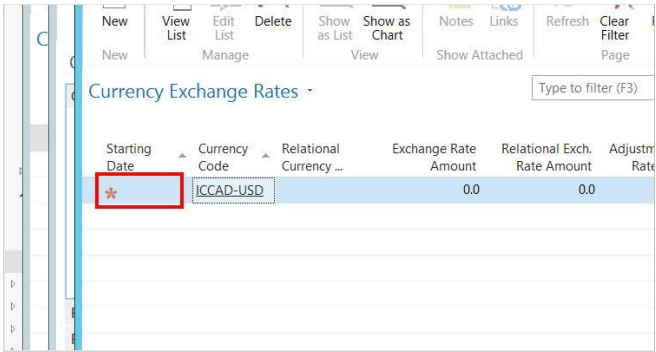 New View List Edit List Delete Show as List Show as Chart Notes Links Refresh Clear Filter
New Manage View Show Attached Page
Currency Exchange Rates
Type to filter (F3)
Starting Date Currency Code Relational Currency ... Exchange Rate Amount Relational Exch. Rate Amount Adjustm Rate
* ICCAD-USD 0.0 0.0